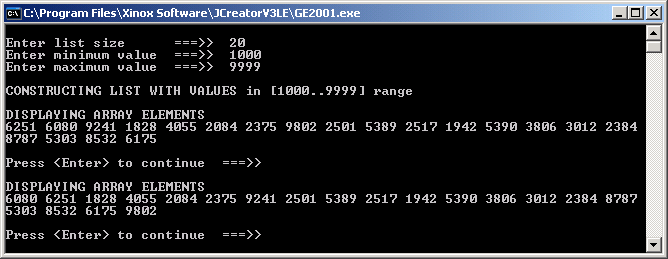 C:\Program Files\Xinox Software\JCreatorV3LE\GE2001.exe
Enter list size ===>> 20
Enter minimum value ===>> 1000
Enter maximum value ===>> 9999
CONSTRUCTING LIST WITH VALUES in [1000..9999] range
DISPLAYING ARRAY ELEMENTS
6251 6080 9241 1828 4055 2084 2375 9802 2501 5389 2517 1942 5390 3806 3012 2384
8787 5303 8532 6175
Press <Enter> to continue ===>>
DISPLAYING ARRAY ELEMENTS
6080 6251 1828 4055 2084 2375 9241 2501 5389 2517 1942 5390 3806 3012 2384 8787
5303 8532 6175 9802
Press <Enter> to continue ===>>